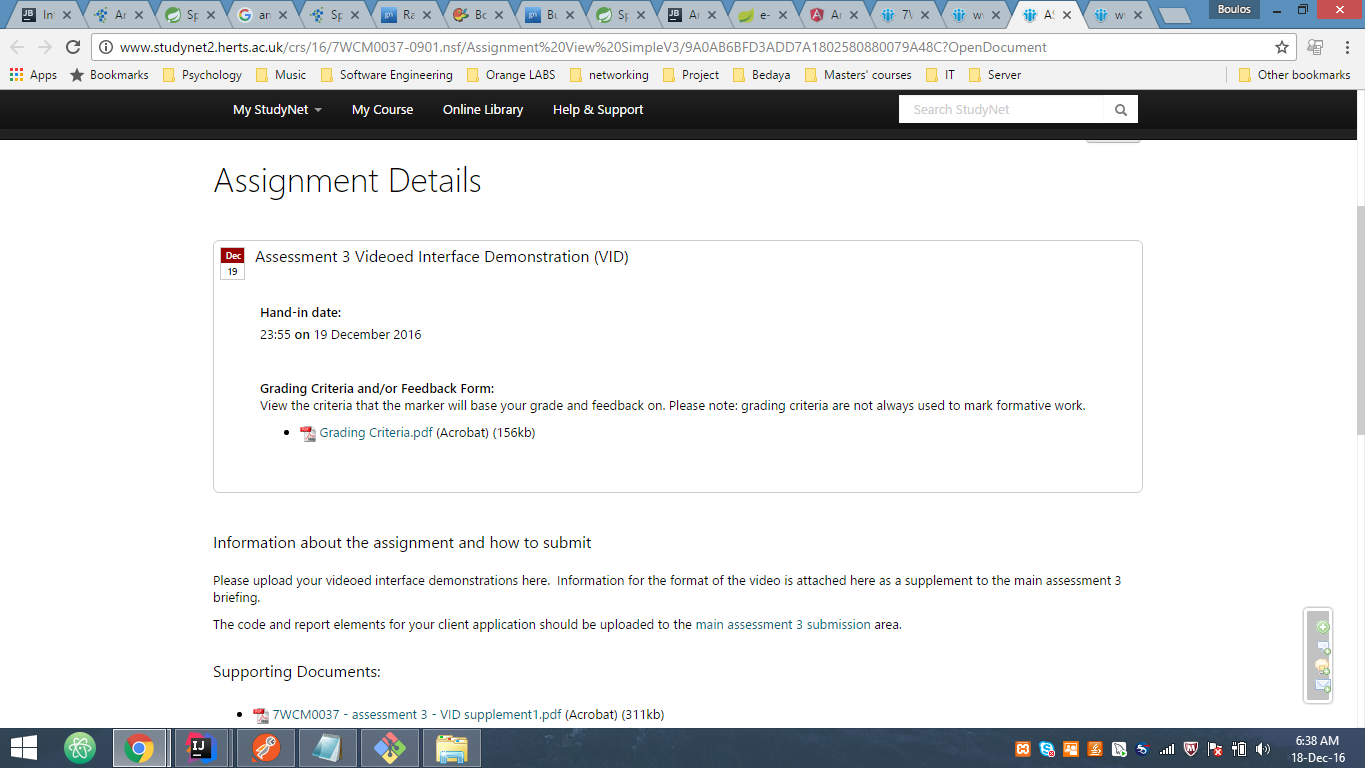 In
Ar
Sp
an
Sp
Ra
Bo
Bu
Sp
Ar
e-
Ar
7V
w
AS
w
Boulos
www.studynet2.herts.ac.uk/crs/16/7WCM0037-0901.nsf/Assignment%20View%20SimpleV3/9A0AB6BFD3ADD7A1802580880079A48C?OpenDocument
Apps Bookmarks Psychology Music Software Engineering Orange LABS networking Project Bedaya Masters' courses IT Server Other bookmarks
My StudyNet My Course Online Library Help & Support Search StudyNet
Assignment Details
Dec
19
Assessment 3 Videoed Interface Demonstration (VID)
Hand-in date:
23:55 on 19 December 2016
Grading Criteria and/or Feedback Form:
View the criteria that the marker will base your grade and feedback on. Please note: grading criteria are not always used to mark formative work.
Grading Criteria.pdf (Acrobat) (156kb)
Information about the assignment and how to submit
Please upload your videoed interface demonstrations here. Information for the format of the video is attached here as a supplement to the main assessment 3
briefing.
The code and report elements for your client application should be uploaded to the main assessment 3 submission area.
Supporting Documents:
7WCM0037 - assessment 3 - VID supplement1.pdf (Acrobat) (311kb)
6:38 AM
18-Dec-16